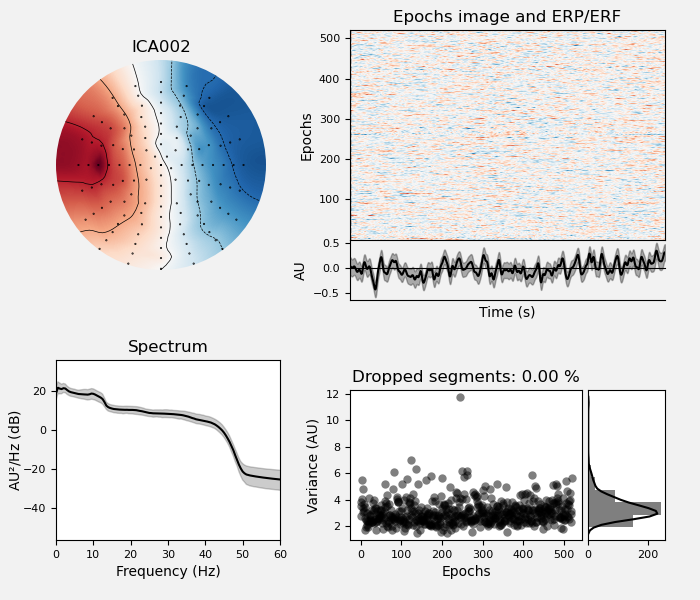 ICA002
Epochs image and ERP/ERF
Epochs
500
400
300
200
100
AU
0.5
0.0
−0.5
Time (s)
Spectrum
AU²/Hz (dB)
20
0
−20
−40
0 10 20 30 40 50 60
Frequency (Hz)
Dropped segments: 0.00 %
Variance (AU)
12
10
8
6
4
2
0 100 200 300 400 500
Epochs
0 200